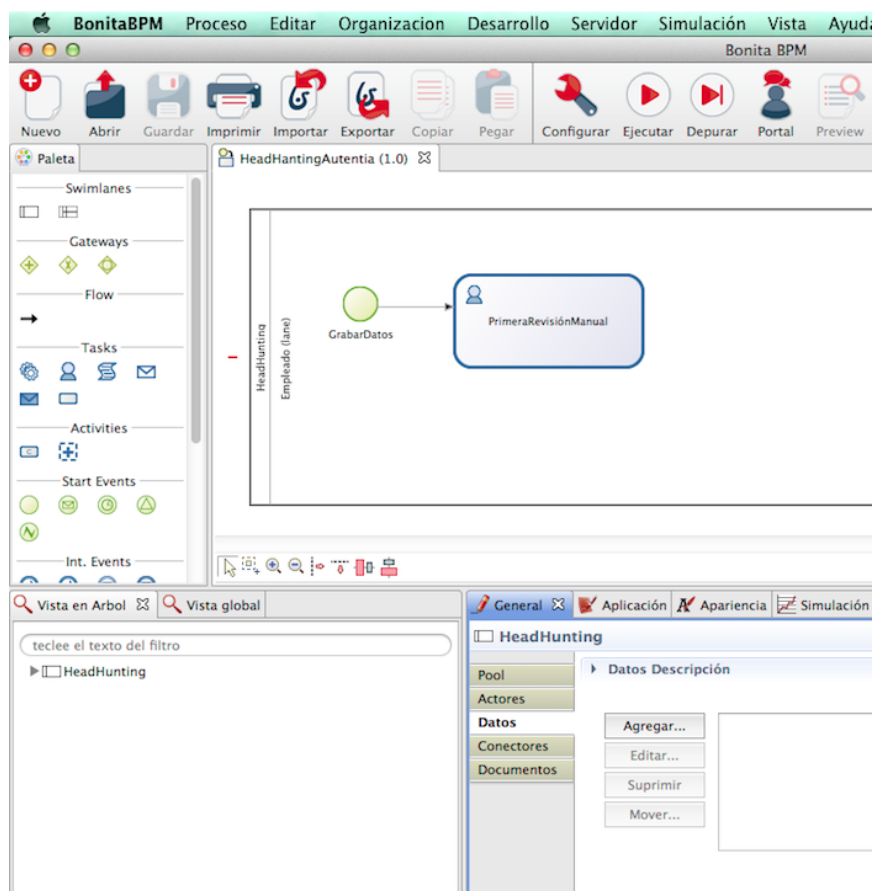 BonitaBPM Proceso Editar Organizacion Desarrollo Servidor Simulación Vista Ayuda
Bonita BPM
Nuevo Abrir Guardar Imprimir Importar Exportar Copiar Pegar Configurar Ejecutar Depurar Portal Preview
Paleta
HeadHantingAutentia (1.0)
Swimlanes
Gateways
Flow
Tasks
Activities
Start Events
Int. Events
HeadHunting
Empleado (lane)
GrabarDatos
PrimeraRevisiónManual
Vista en Arbol
Vista global
teclee el texto del filtro
HeadHunting
General Aplicación Apariencia Simulación
HeadHunting
Pool
Actores
Datos
Conectores
Documentos
Datos Descripción
Agregar...
Editar...
Suprimir
Mover...